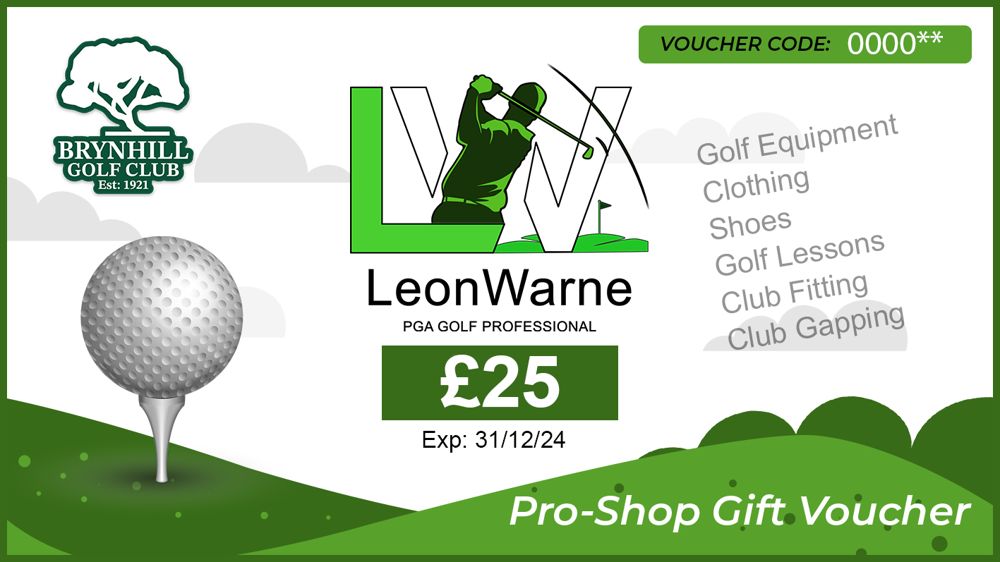 VOUCHER CODE: 0000**
BRYNHILL
GOLF CLUB
Est: 1921
LW
LeonWarne
PGA GOLF PROFESSIONAL
£25
Exp: 31/12/24
Golf Equipment
Clothing
Shoes
Golf Lessons
Club Fitting
Club Gapping
Pro-Shop Gift Voucher